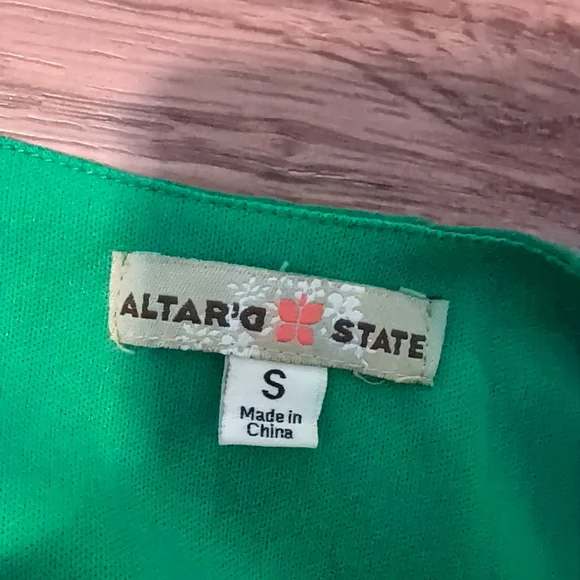 ALTAR'D STATE
S
Made in
China